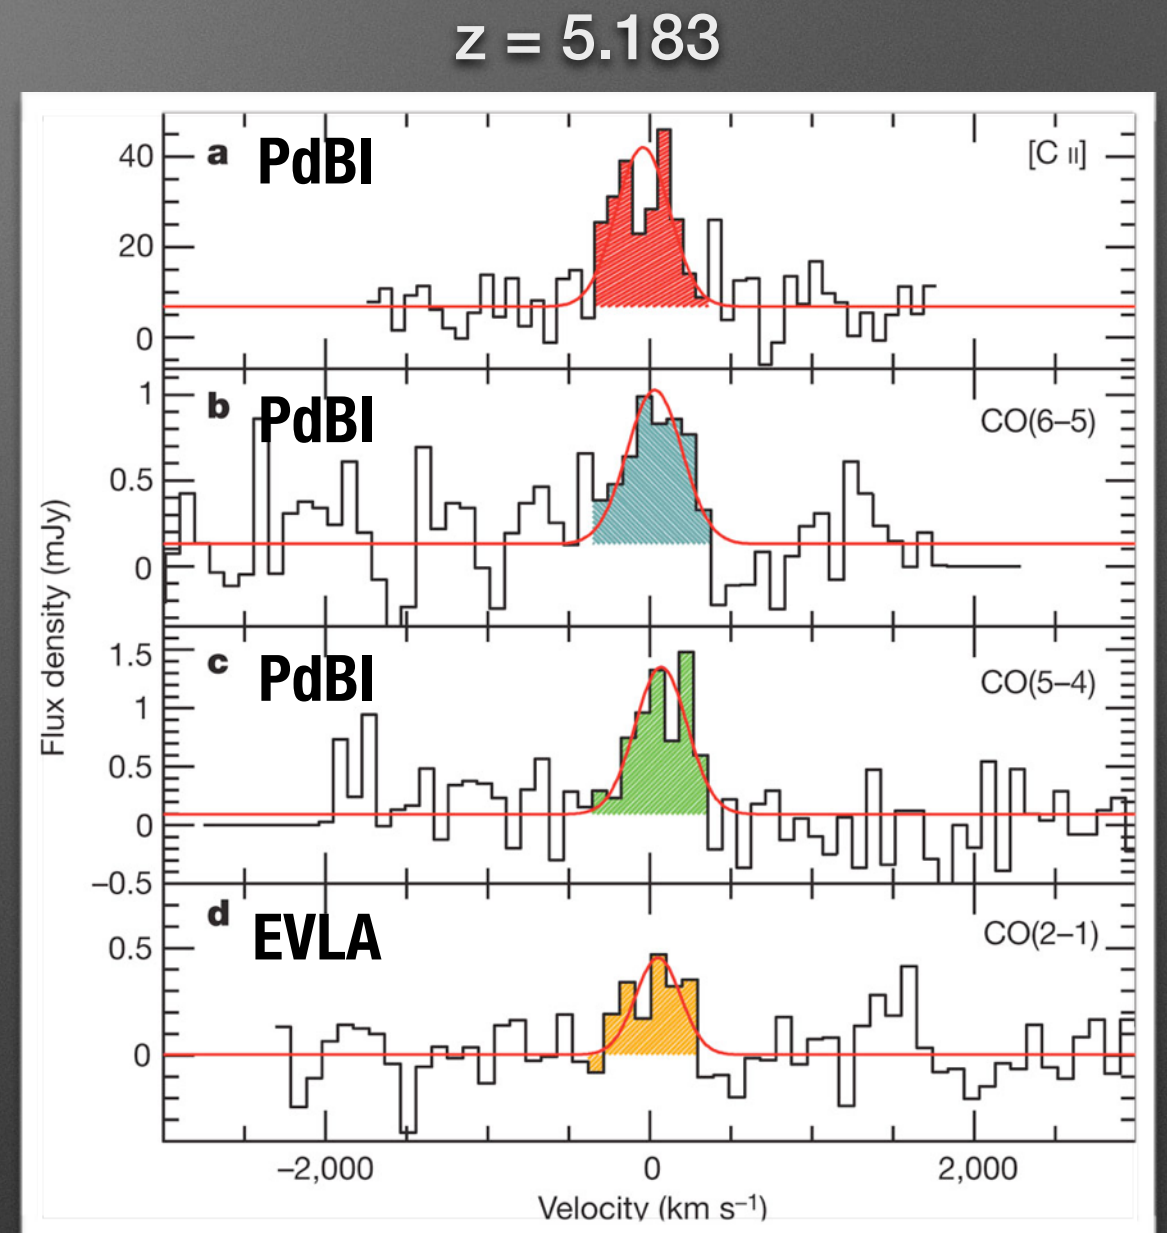 z = 5.183
a PdBI [C II]
40
20
0
b PdBI CO(6–5)
1
0.5
0
c PdBI CO(5–4)
1.5
1
0.5
0
–0.5
d EVLA CO(2–1)
0.5
0
Flux density (mJy)
–2,000 0 2,000
Velocity (km s–1)